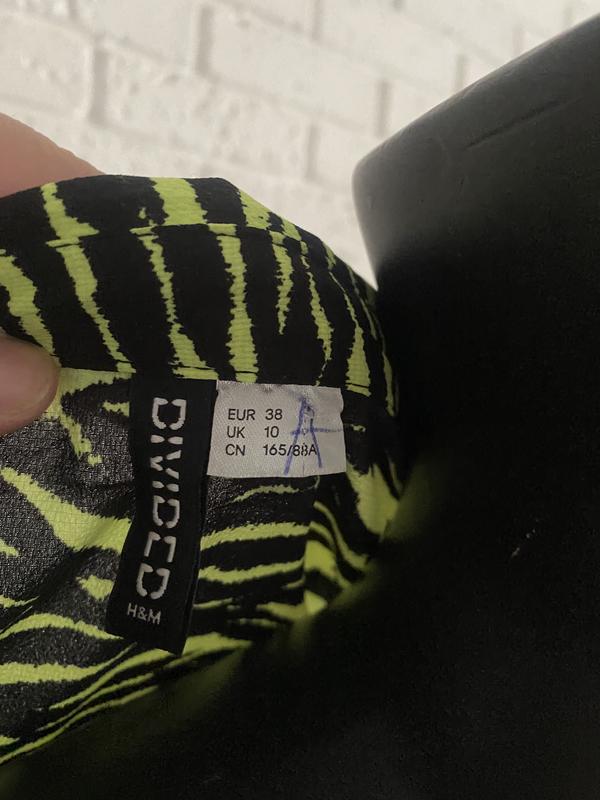 DIVIDED
H&M
EUR 38
UK 10
CN 165/88A
A